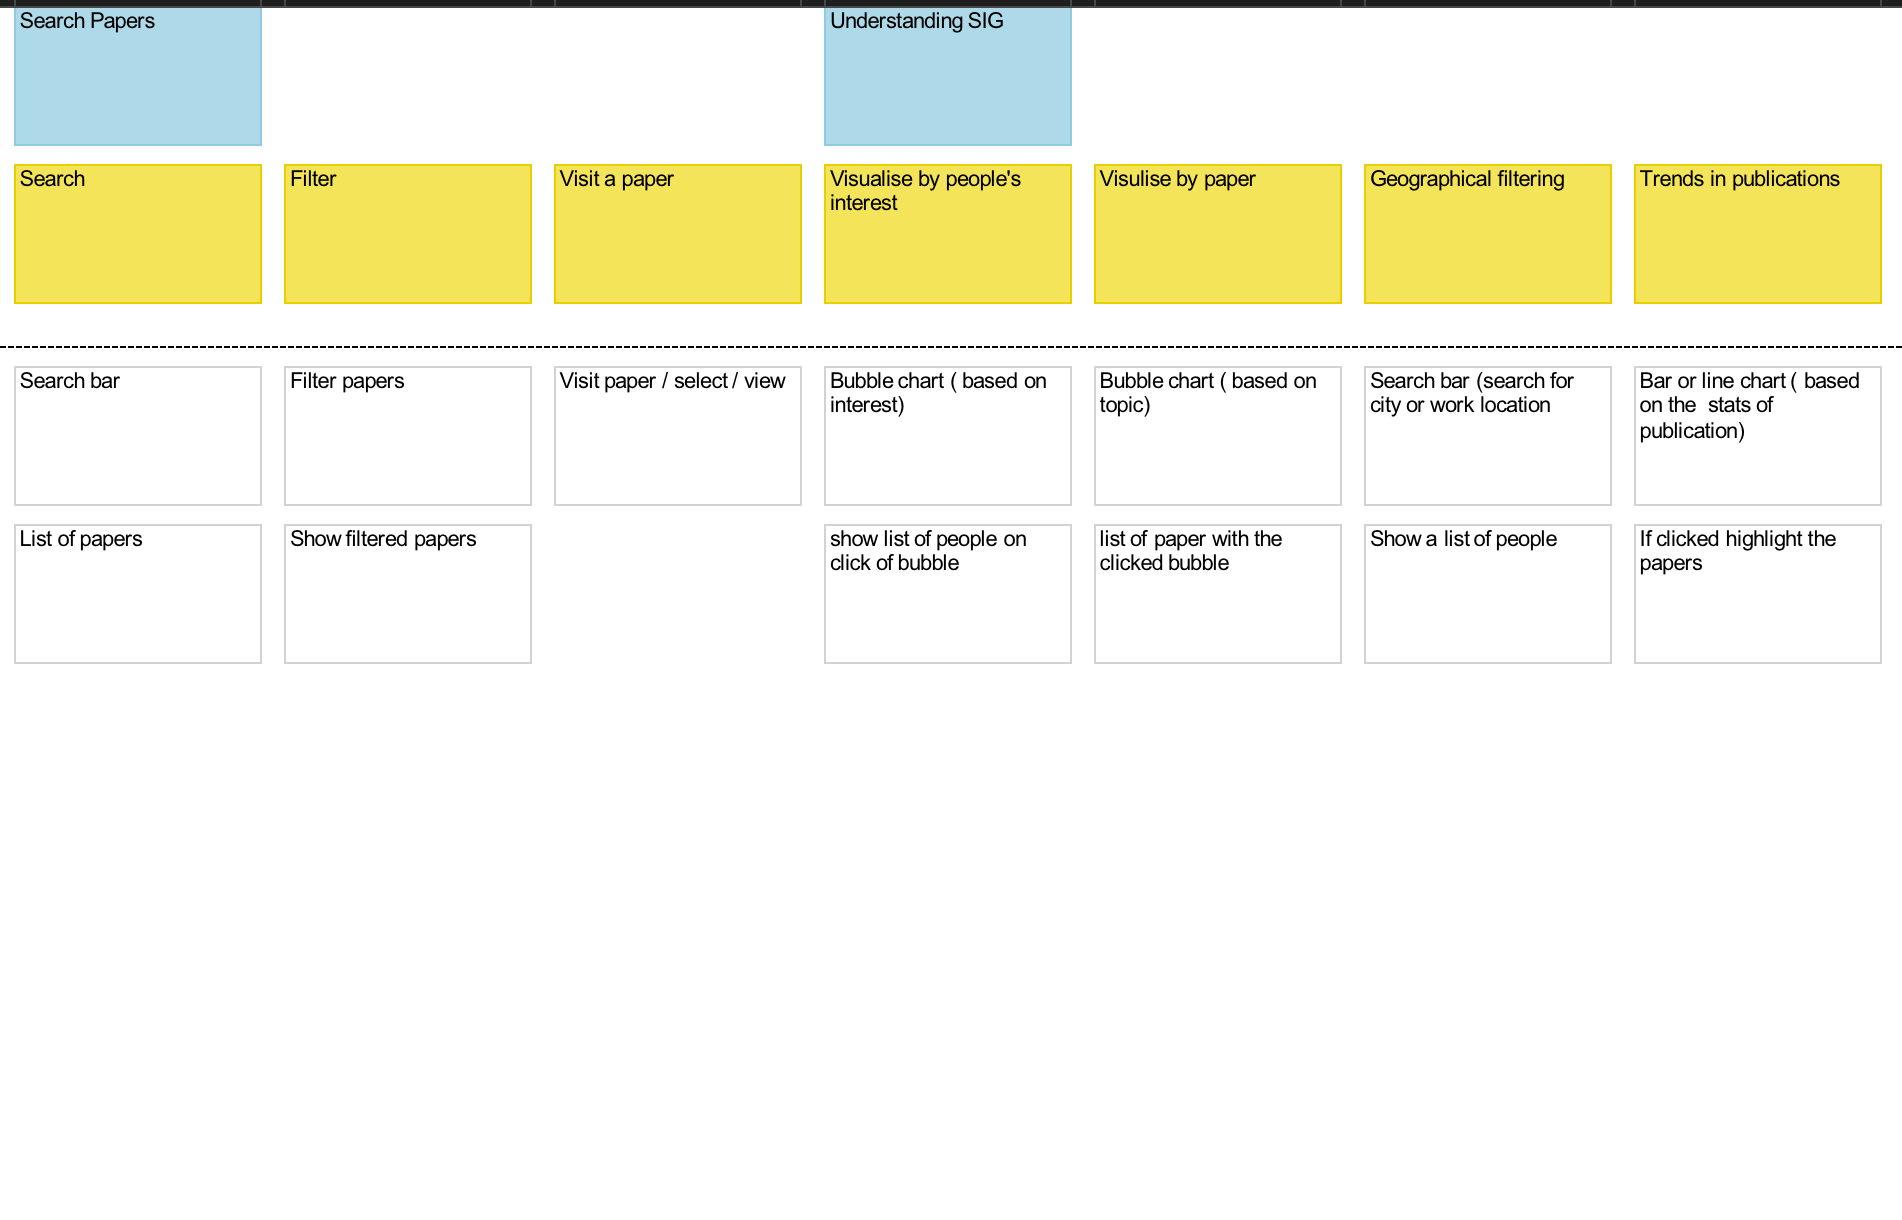 Search Papers
Understanding SIG
Search
Filter
Visit a paper
Visualise by people's
interest
Visulise by paper
Geographical filtering
Trends in publications
Search bar
Filter papers
Visit paper / select / view
Bubble chart ( based on
interest)
Bubble chart ( based on
topic)
Search bar (search for
city or work location
Bar or line chart ( based
on the  stats of
publication)
List of papers
Show filtered papers
show list of people on
click of bubble
list of paper with the
clicked bubble
Show a list of people
If clicked highlight the
papers